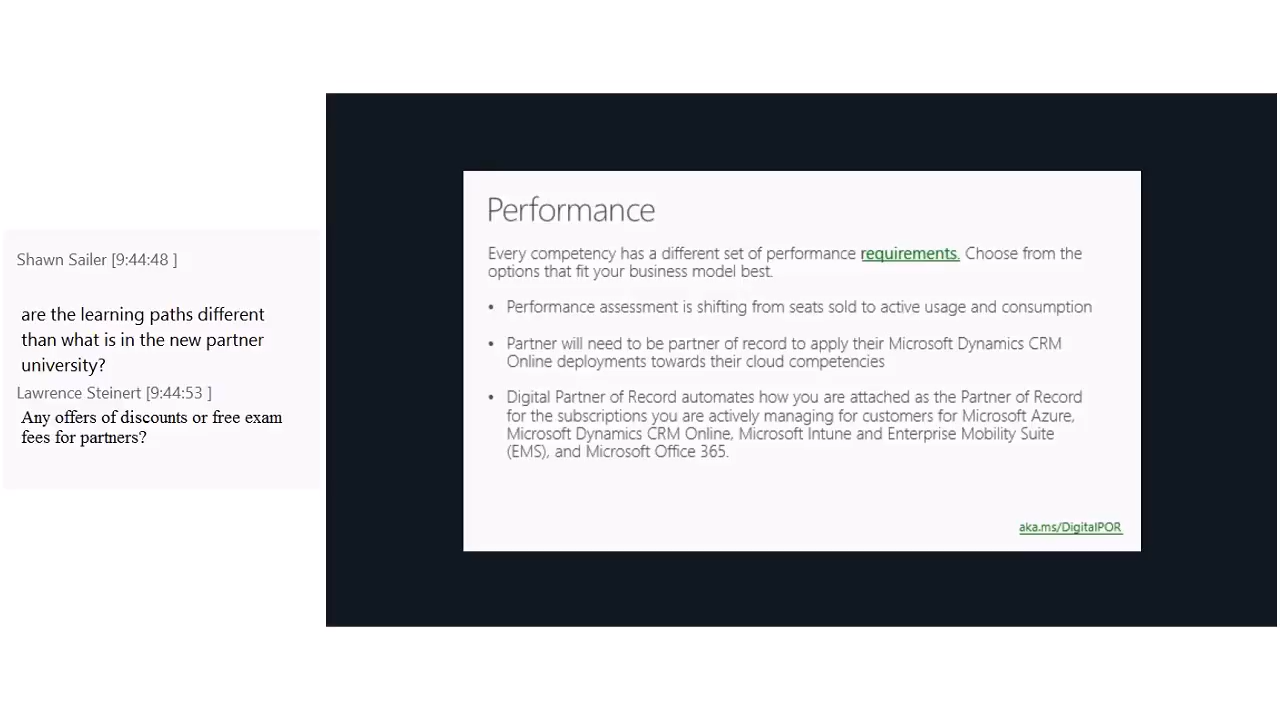 Shawn Sailer [9:44:48 ]
are the learning paths different
than what is in the new partner
university?
Lawrence Steinert [9:44:53 ]
Any offers of discounts or free exam
fees for partners?
Performance
Every competency has a different set of performance requirements. Choose from the
options that fit your business model best.
• Performance assessment is shifting from seats sold to active usage and consumption
• Partner will need to be partner of record to apply their Microsoft Dynamics CRM
Online deployments towards their cloud competencies
• Digital Partner of Record automates how you are attached as the Partner of Record
for the subscriptions you are actively managing for customers for Microsoft Azure,
Microsoft Dynamics CRM Online, Microsoft Intune and Enterprise Mobility Suite
(EMS), and Microsoft Office 365.
aka.ms/DigitalPOR